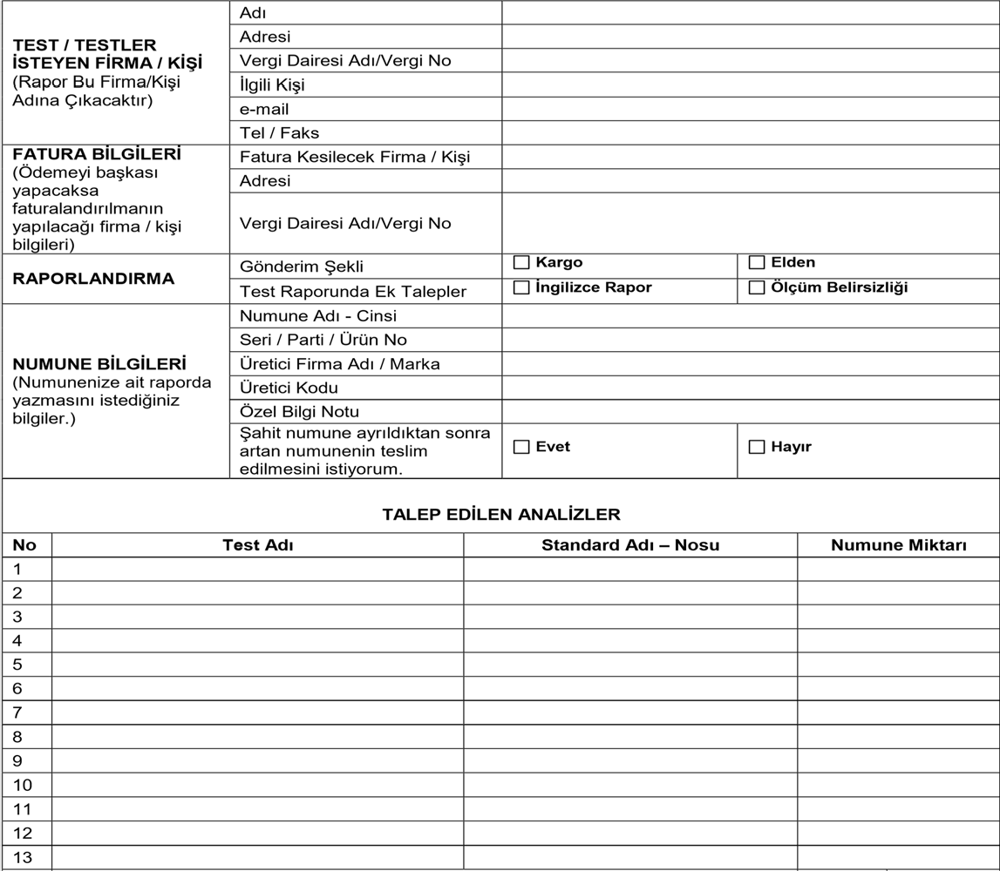 TEST / TESTLER
İSTEYEN FİRMA / KİŞİ
(Rapor Bu Firma/Kişi
Adına Çıkacaktır)
Adı
Adresi
Vergi Dairesi Adı/Vergi No
İlgili Kişi
e-mail
Tel / Faks
FATURA BİLGİLERİ
(Ödemeyi başkası
yapacaksa
faturalandırılmanın
yapılacağı firma / kişi
bilgileri)
Fatura Kesilecek Firma / Kişi
Adresi
Vergi Dairesi Adı/Vergi No
RAPORLANDIRMA
Gönderim Şekli
Kargo
Elden
Test Raporunda Ek Talepler
İngilizce Rapor
Ölçüm Belirsizliği
NUMUNE BİLGİLERİ
(Numunenize ait raporda
yazmasını istediğiniz
bilgiler.)
Numune Adı - Cinsi
Seri / Parti / Ürün No
Üretici Firma Adı / Marka
Üretici Kodu
Özel Bilgi Notu
Şahit numune ayrıldıktan sonra
artan numunenin teslim
edilmesini istiyorum.
Evet
Hayır
TALEP EDİLEN ANALİZLER
No Test Adı Standard Adı – Nosu Numune Miktarı
1
2
3
4
5
6
7
8
9
10
11
12
13